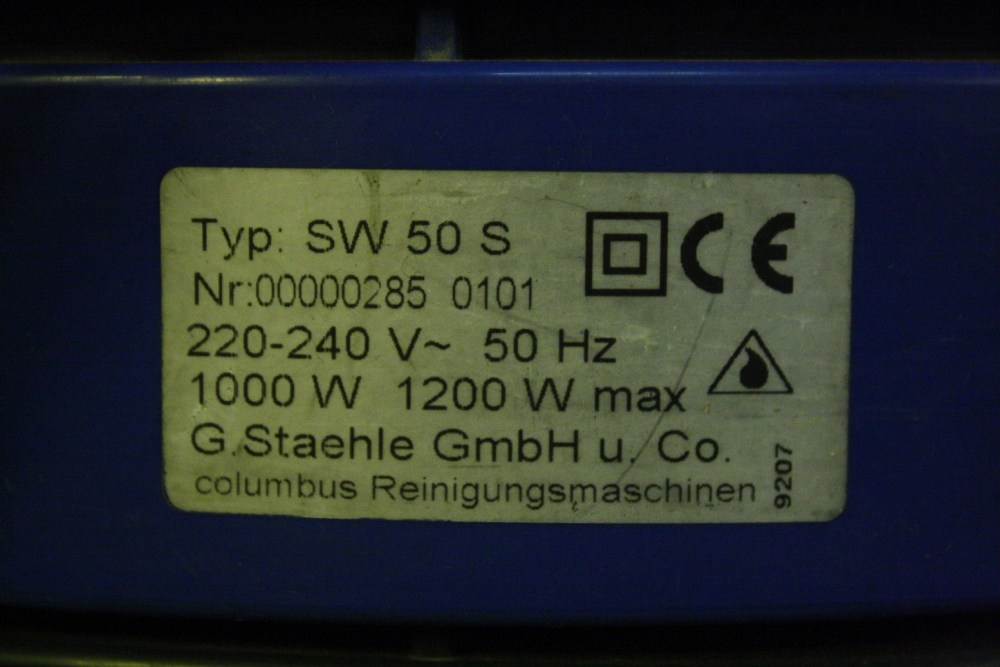 Typ: SW 50 S
Nr:00000285 0101
CE
220-240 V~ 50 Hz
1000 W 1200 W max
G.Staehle GmbH u. Co.
columbus Reinigungsmaschinen
9207